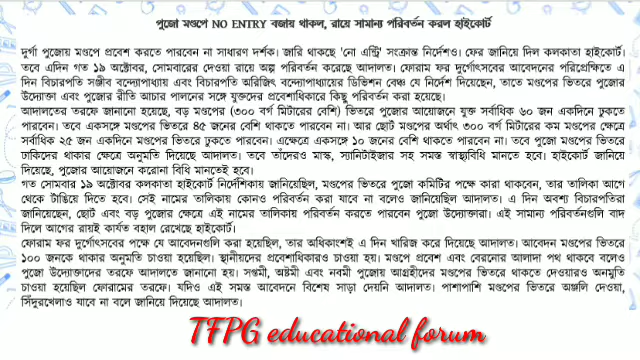 পুজো মণ্ডপে NO ENTRY বজায় থাকল, রায়ে সামান্য পরিবর্তন করল হাইকোর্ট
দুর্গা পুজোয় মণ্ডপে প্রবেশ করতে পারবেন না সাধারণ দর্শক। জারি থাকছে 'নো এন্ট্রি' সংক্রান্ত নির্দেশও। ফের জানিয়ে দিল কলকাতা হাইকোর্ট।
তবে এদিন গত ১৯ অক্টোবর, সোমবারের দেওয়া রায়ে অল্প পরিবর্তন করেছে আদালত। ফোরাম ফর দুর্গোৎসবের আবেদনের পরিপ্রেক্ষিতে এ
দিন বিচারপতি সঞ্জীব বন্দ্যোপাধ্যায় এবং বিচারপতি অরিজিৎ বন্দ্যোপাধ্যায়ের ডিভিশন বেঞ্চ যে নির্দেশ দিয়েছেন, তাতে মণ্ডপের ভিতরে পুজোর
উদ্যোক্তা এবং পুজোর রীতি আচার পালনের সঙ্গে যুক্তদের প্রবেশাধিকারে কিছু পরিবর্তন করা হয়েছে।
আদালতের তরফে জানানো হয়েছে, বড় মণ্ডপের (৩০০ বর্গ মিটারের বেশি) ভিতরে পুজোর আয়োজনে যুক্ত সর্বাধিক ৬০ জন একদিনে ঢুকতে
পারবেন। তবে একসঙ্গে মণ্ডপের ভিতরে ৪৫ জনের বেশি থাকতে পারবেন না। আর ছোট মণ্ডপের অর্থাৎ ৩০০ বর্গ মিটারের কম মণ্ডপের ক্ষেত্রে
সর্বাধিক ২৫ জন একদিনে মণ্ডপের ভিতরে ঢুকতে পারবেন। এক্ষেত্রে একসঙ্গে ১০ জনের বেশি থাকতে পারবেন না। তবে পুজো মণ্ডপের ভিতরে
ঢাকিদের থাকার ক্ষেত্রে অনুমতি দিয়েছে আদালত। তবে তাঁদেরও মাস্ক, স্যানিটাইজার সহ সমস্ত স্বাস্থ্যবিধি মানতে হবে। হাইকোর্ট জানিয়ে
দিয়েছে, পুজোর আয়োজনে করোনা বিধি মানতেই হবে।
গত সোমবার ১৯ অক্টোবর কলকাতা হাইকোর্ট নির্দেশিকায় জানিয়েছিল, মণ্ডপের ভিতরে পুজো কমিটির পক্ষে কারা থাকবেন, তার তালিকা আগে
থেকে টাঙিয়ে দিতে হবে। সেই নামের তালিকায় কোনও পরিবর্তন করা যাবে না বলেও জানিয়েছিল আদালত। এ দিন অবশ্য বিচারপতিরা
জানিয়েছেন, ছোট এবং বড় পুজোর ক্ষেত্রে এই নামের তালিকায় পরিবর্তন করতে পারবেন পুজো উদ্যোক্তারা। এই সামান্য পরিবর্তনগুলি বাদ
দিলে আগের রায়ই কার্যত বহাল রেখেছে হাইকোর্ট।
ফোরাম ফর দুর্গোৎসবের পক্ষে যে আবেদনগুলি করা হয়েছিল, তার অধিকাংশই এ দিন খারিজ করে দিয়েছে আদালত। আবেদন মণ্ডপের ভিতরে
১০০ জনকে থাকার অনুমতি চাওয়া হয়েছিল। স্থানীয়দের প্রবেশাধিকারও চাওয়া হয়। মণ্ডপে প্রবেশ এবং বেরনোর আলাদা পথ থাকবে বলেও
পুজো উদ্যোক্তাদের তরফে আদালতে জানানো হয়। সপ্তমী, অষ্টমী এবং নবমী পুজোয় আগ্রহীদের মণ্ডপের ভিতরে থাকতে দেওয়ারও অনুমতি
চাওয়া হয়েছিল ফোরামের তরফে। যদিও এই সমস্ত আবেদনে বিশেষ সাড়া দেয়নি আদালত। পাশাপাশি মণ্ডপের ভিতরে অঞ্জলি দেওয়া,
সিঁদুরখেলাও যাবে না বলে জানিয়ে দিয়েছে আদালত।
TFPG educational forum